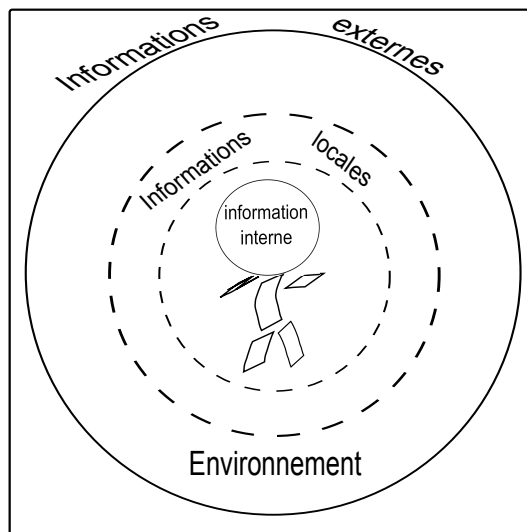 Informations externes
Informations locales
information
interne
Environnement